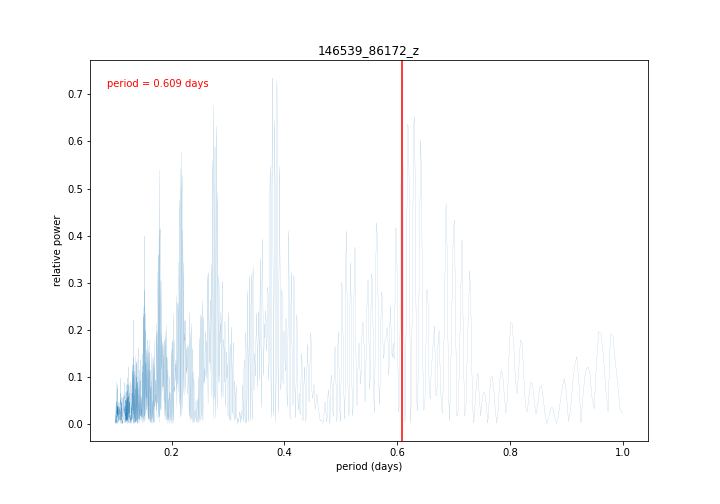 146539_86172_z
period = 0.609 days
relative power
0.7
0.6
0.5
0.4
0.3
0.2
0.1
0.0
0.2 0.4 0.6 0.8 1.0
period (days)